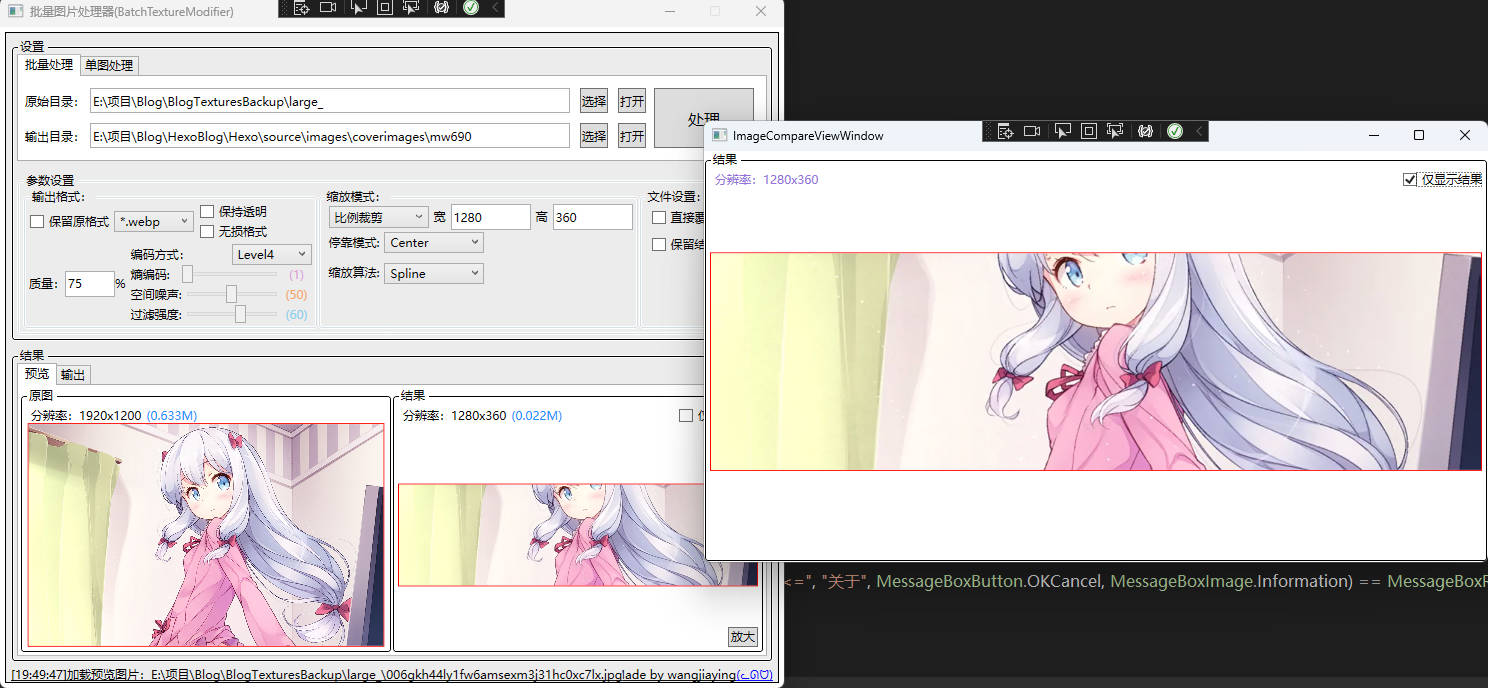 批量图片处理器(BatchTextureModifier)
设置
批量处理 单图处理
原始目录： E:\项目\Blog\BlogTexturesBackup\large_ 选择 打开
处理
输出目录： E:\项目\Blog\HexoBlog\Hexo\source\images\coverimages\mw690 选择 打开
参数设置
输出格式：
保留原格式 *.webp 保持透明
无损格式
编码方式： Level4
质量： 75 %
熵编码： (1)
空间噪声： (50)
过滤强度： (60)
缩放模式：
比例裁剪 宽 1280 高 360
停靠模式： Center
缩放算法： Spline
文件设置：
直接
保留
结果
预览 输出
原图
分辨率： 1920x1200 (0.633M)
结果
分辨率： 1280x360 (0.022M)
放大
[19:49:47]加载预览图片： E:\项目\Blog\BlogTexturesBackup\large_\006gkh44ly1fw6amsexm3j31hc0xc7lx.jpg
ade by wangjiaying
ImageCompareViewWindow
结果
分辨率： 1280x360
仅显示结果
<=", "关于", MessageBoxButton.OKCancel, MessageBoxImage.Information) == MessageBoxR